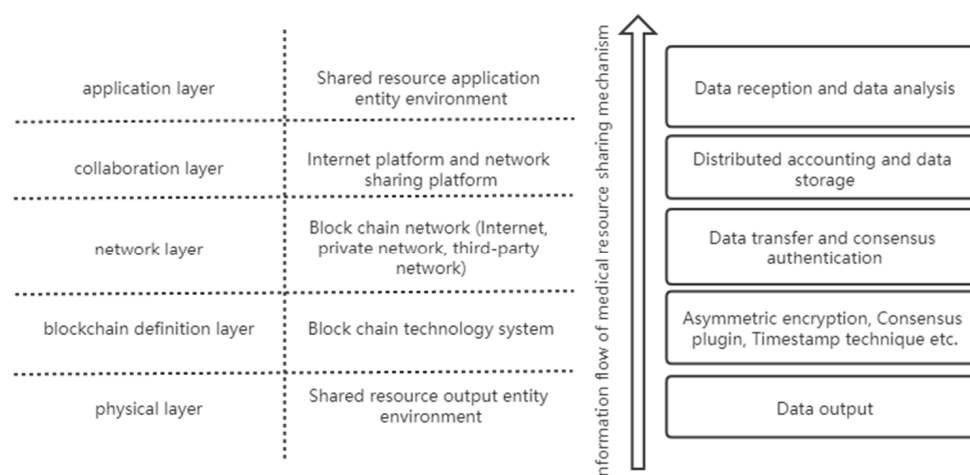 application layer
Shared resource application
entity environment
collaboration layer
Internet platform and network
sharing platform
network layer
Block chain network (Internet,
private network, third-party
network)
blockchain definition layer
Block chain technology system
physical layer
Shared resource output entity
environment
nformation flow of medical resource sharing mechanism
Data reception and data analysis
Distributed accounting and data
storage
Data transfer and consensus
authentication
Asymmetric encryption, Consensus
plugin, Timestamp technique etc.
Data output